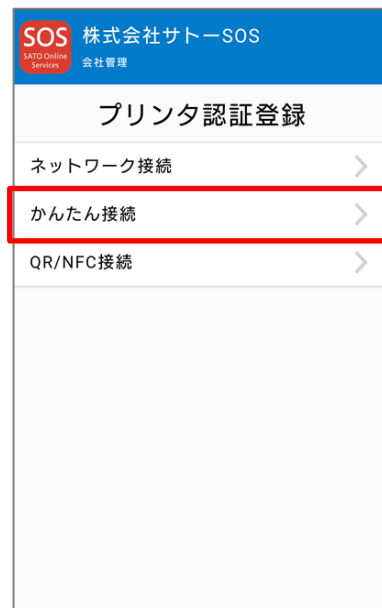 SOS
SATO Online
Services
株式会社サトーSOS
会社管理
プリンタ認証登録
ネットワーク接続
かんたん接続
QR/NFC接続